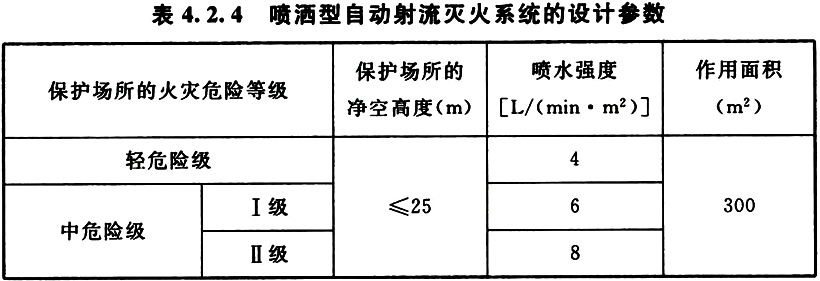 表 4.2.4 喷洒型自动射流灭火系统的设计参数
保护场所的火灾危险等级
保护场所的
净空高度(m)
喷水强度
[L/(min·m²)]
作用面积
(m²)
轻危险级
≤25
4
300
中危险级
Ⅰ级
6
Ⅱ级
8